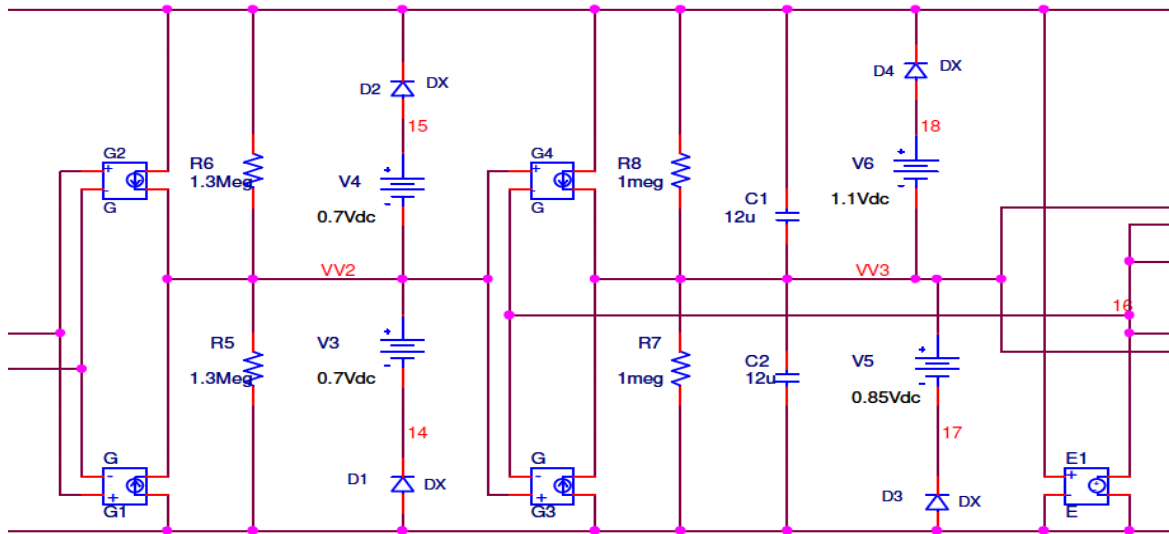 D2
DX
15
G2
+
-
G
R6
1.3Meg
V4
+
-
0.7Vdc
G4
+
-
G
R8
1meg
C1
12u
D4
DX
18
V6
+
-
1.1Vdc
VV2
VV3
16
R5
1.3Meg
V3
+
-
0.7Vdc
14
D1
DX
G
-
+
G1
R7
1meg
C2
12u
V5
+
-
0.85Vdc
17
D3
DX
G
-
+
G3
E1
+
-
+
E